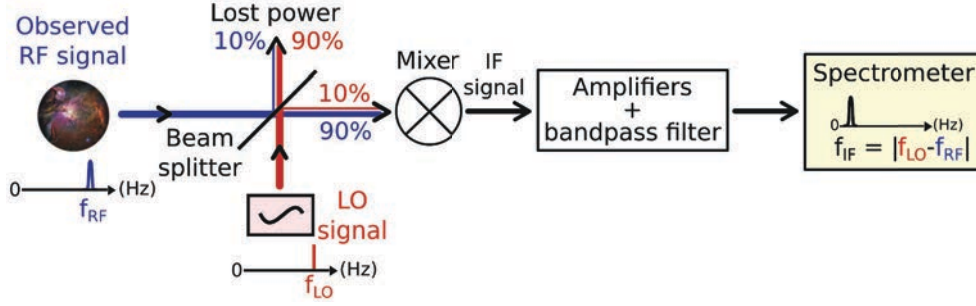 Observed
RF signal
0
(Hz)
f_RF
Lost power
10% 90%
10%
90%
Beam
splitter
LO
signal
0
(Hz)
f_LO
Mixer
IF
signal
Amplifiers
+
bandpass filter
Spectrometer
0
(Hz)
f_IF = |f_LO-f_RF|